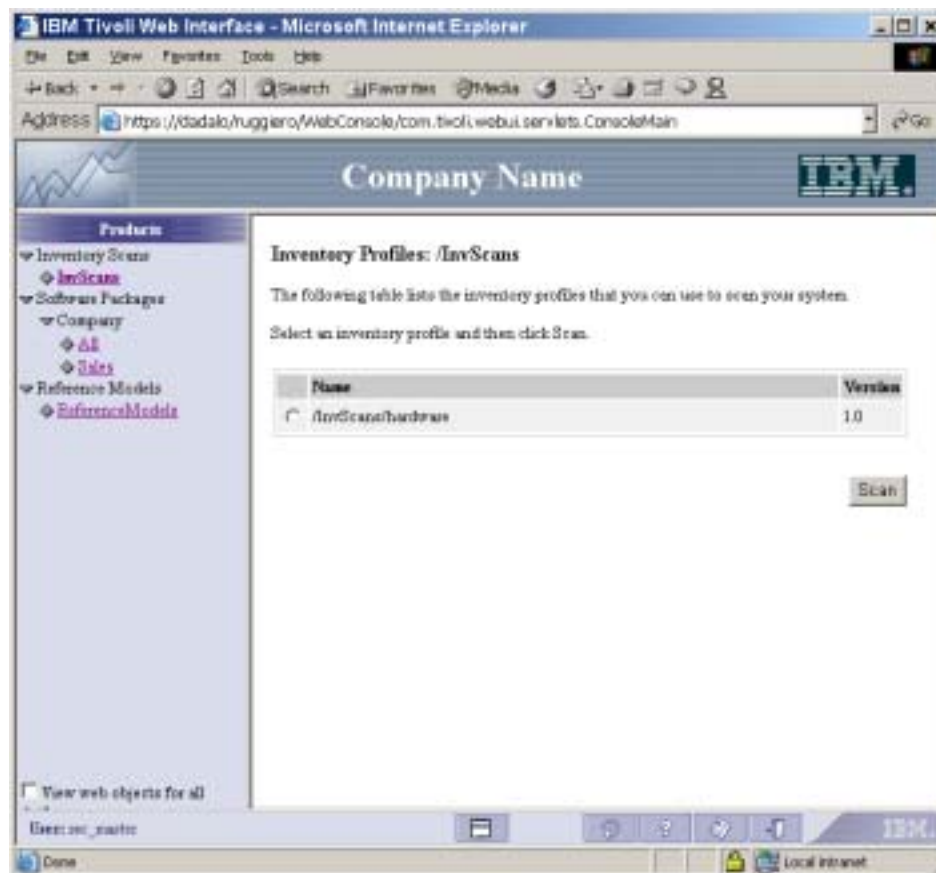 IBM Tivoli Web Interface - Microsoft Internet Explorer
File Edit View Favorites Tools Help
Back Search Favorites Media
Address https://dadalo/ruggiero/WebConsole/com.tivoli.webui.servlets.ConsoleMain Go
Company Name
IBM.
Products
Inventory Scans
InvScans
Software Packages
Company
All
Sales
Reference Models
ReferenceModels
View web objects for all
Inventory Profiles: /InvScans
The following table lists the inventory profiles that you can use to scan your system.
Select an inventory profile and then click Scan.
Name Version
/InvScans/hardware 1.0
Scan
User: sec_master
IBM.
Done Local intranet